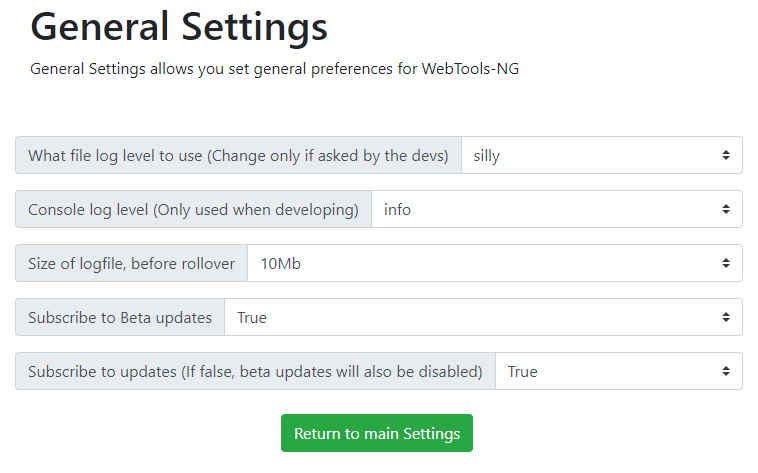 General Settings
General Settings allows you set general preferences for WebTools-NG
What file log level to use (Change only if asked by the devs) silly
Console log level (Only used when developing) info
Size of logfile, before rollover 10Mb
Subscribe to Beta updates True
Subscribe to updates (If false, beta updates will also be disabled) True
Return to main Settings